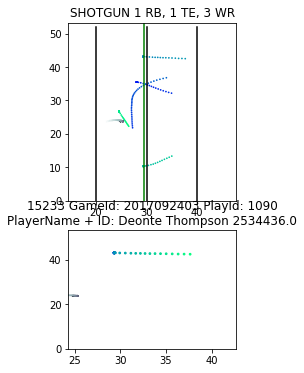 SHOTGUN 1 RB, 1 TE, 3 WR
50
40
30
20
10
0
20 30 40
15233 GameId: 2017092403 PlayId: 1090
PlayerName + ID: Deonte Thompson 2534436.0
40
20
0
25 30 35 40